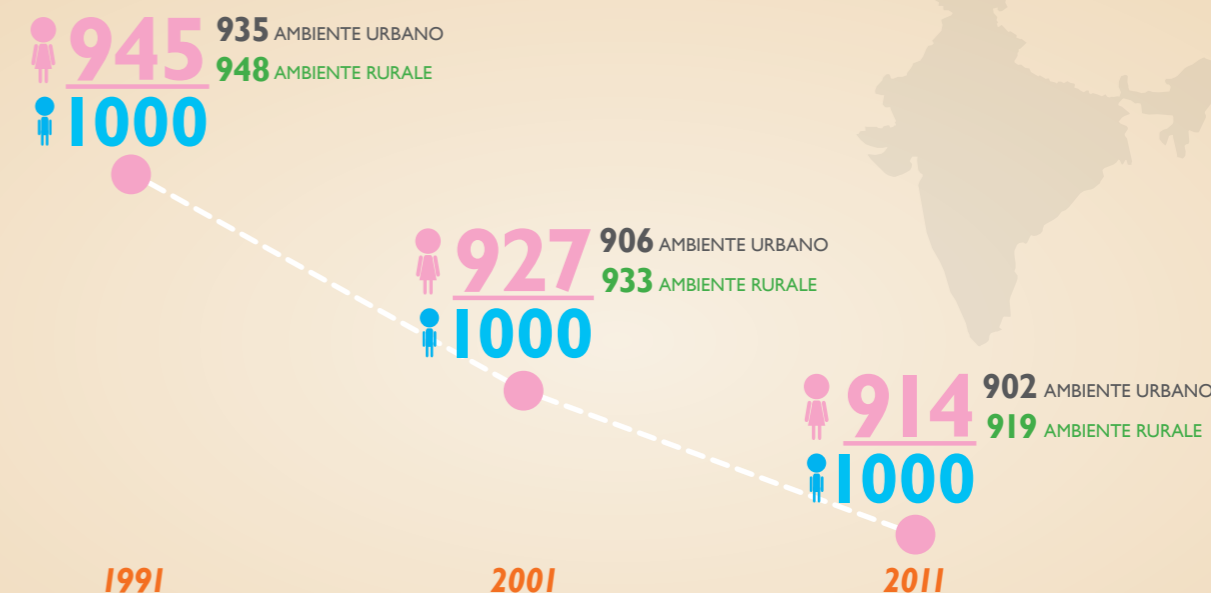 945
935 AMBIENTE URBANO
948 AMBIENTE RURALE
1000
927
906 AMBIENTE URBANO
933 AMBIENTE RURALE
1000
914
902 AMBIENTE URBANO
919 AMBIENTE RURALE
1000
1991
2001
2011